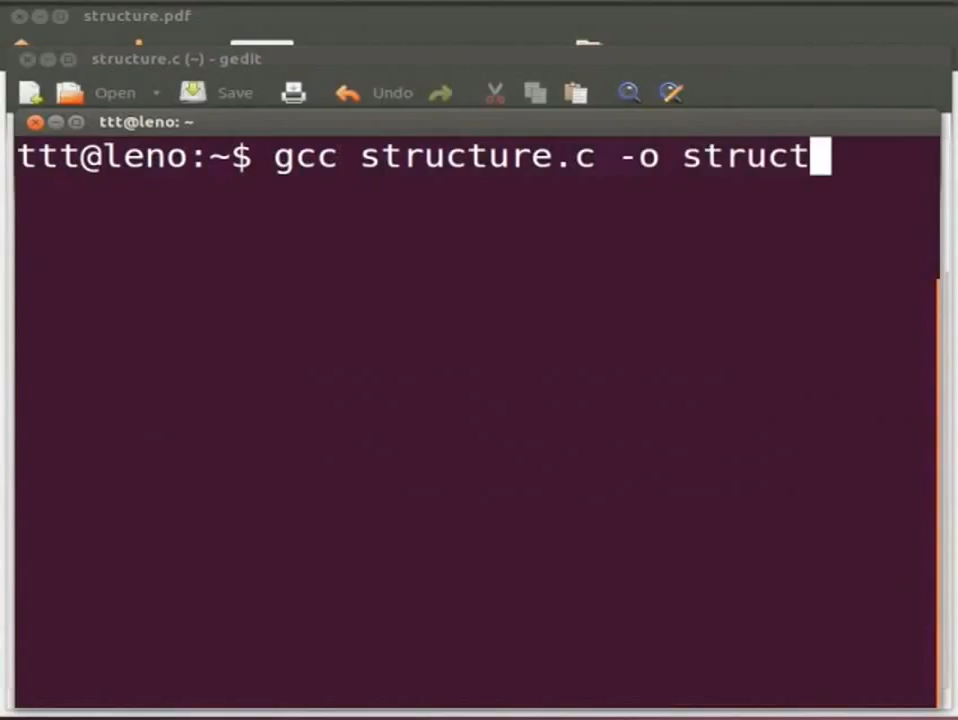 structure.pdf
structure.c (~) - gedit
Open Save Undo
ttt@leno: ~
ttt@leno:~$ gcc structure.c -o struct